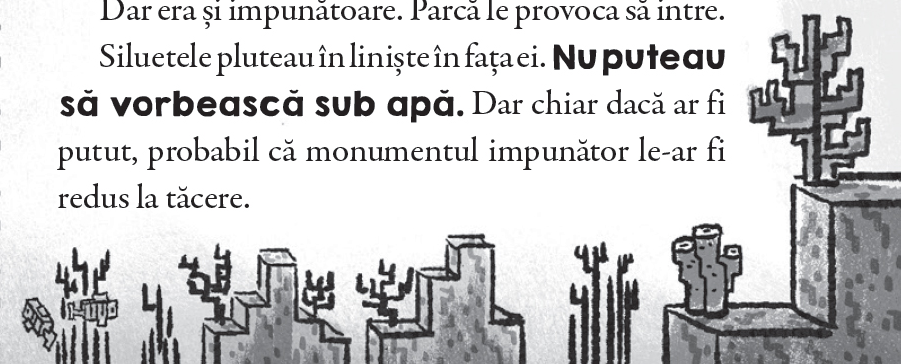 Dar era și impunătoare. Parcă le provoca să intre.
Siluetele pluteau în liniște în fața ei. Nu puteau
să vorbească sub apă. Dar chiar dacă ar fi
putut, probabil că monumentul impunător le-ar fi
redus la tăcere.